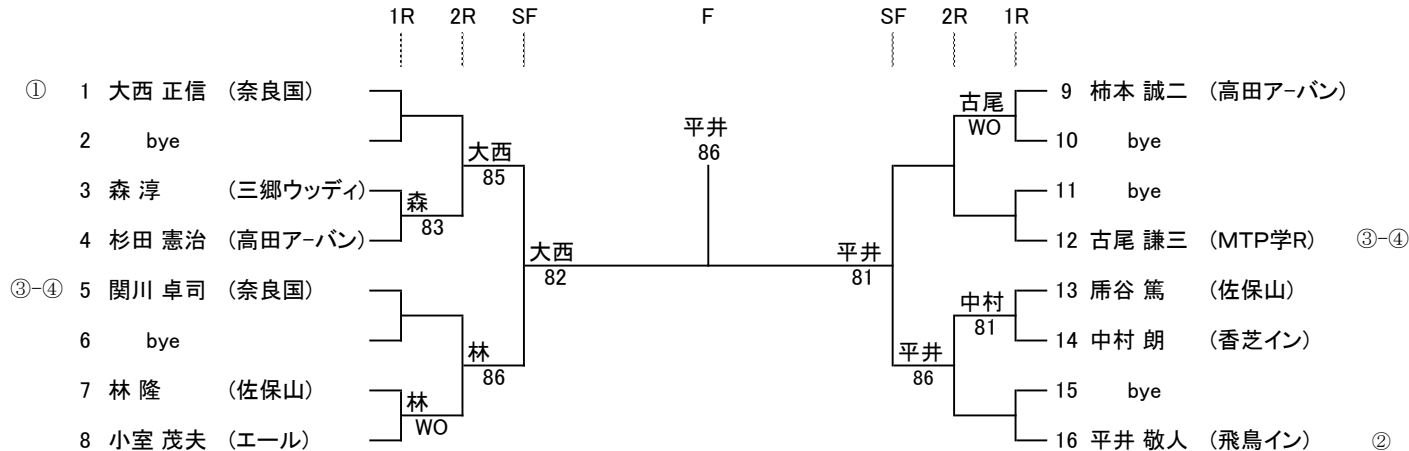 1R 2R SF F SF 2R 1R
① 1 大西 正信 (奈良国)
2 bye
3 森 淳 (三郷ウッディ)
4 杉田 憲治 (高田ア-バン)
③-④ 5 関川 卓司 (奈良国)
6 bye
7 林 隆 (佐保山)
8 小室 茂夫 (エール)
森
83
林
WO
大西
85
林
86
大西
82
平井
86
平井
81
平井
86
古尾
WO
中村
81
9 柿本 誠二 (高田ア-バン)
10 bye
11 bye
12 古尾 謙三 (MTP学R) ③-④
13 乕谷 篤 (佐保山)
14 中村 朗 (香芝イン)
15 bye
16 平井 敬人 (飛鳥イン) ②